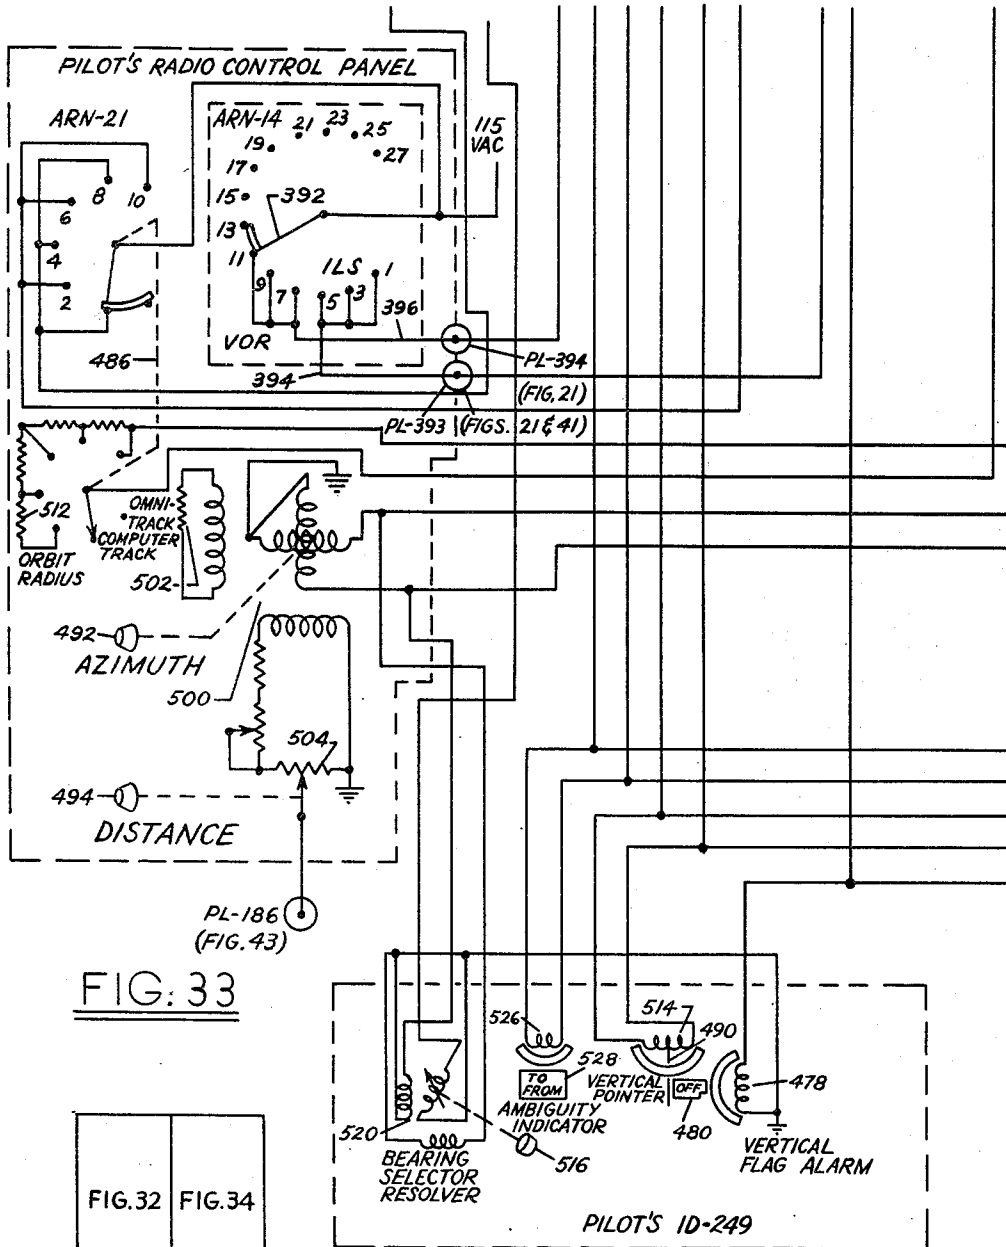 PILOT'S RADIO CONTROL PANEL
ARN-21
ARN-14
21
23
25
19
27
17
115
VAC
15
392
13
11
8
10
6
4
2
ILS
9
7
5
3
1
396
VOR
486
394
PL-394
(FIG. 21)
PL-393 (FIGS. 21 & 41)
512
OMNI-
TRACK
COMPUTER
TRACK
ORBIT
RADIUS
502
492
AZIMUTH
500
504
494
DISTANCE
PL-186
(FIG. 43)
FIG. 33
526
514
490
528
TO
FROM
VERTICAL
POINTER
OFF
478
AMBIGUITY
INDICATOR
480
520
516
BEARING
SELECTOR
RESOLVER
VERTICAL
FLAG ALARM
FIG. 32
FIG. 34
PILOT'S ID-249